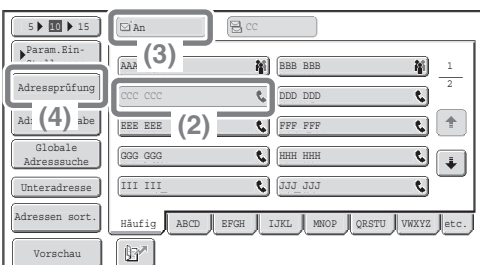 5 10 15
An
CC
Param.Ein-
(3)
AAA
BBB BBB
1
2
Adressprüfung
CCC CCC
DDD DDD
(4)
(2)
EEE EEE
FFF FFF
Globale
Adresssuche
GGG GGG
HHH HHH
Unteradresse
III III
JJJ JJJ
Adressen sort.
Häufig ABCD EFGH IJKL MNOP QRSTU VWXYZ etc.
Vorschau